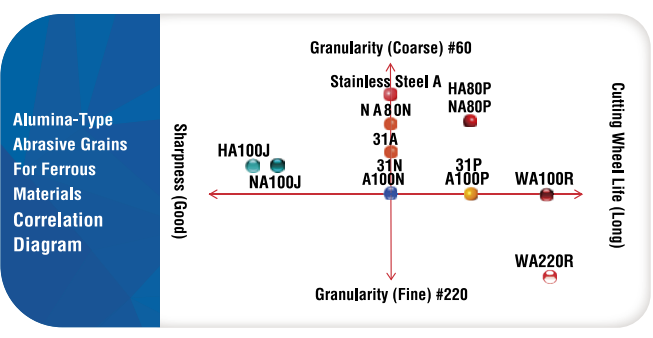 Alumina-Type
Abrasive Grains
For Ferrous
Materials
Correlation
Diagram
Granularity (Coarse) #60
Stainless Steel A
HA80P
NA80P
NA80N
31A
HA100J
NA100J
31N
A100N
31P
A100P
WA100R
WA220R
Sharpness (Good)
Cutting Wheel Life (Long)
Granularity (Fine) #220